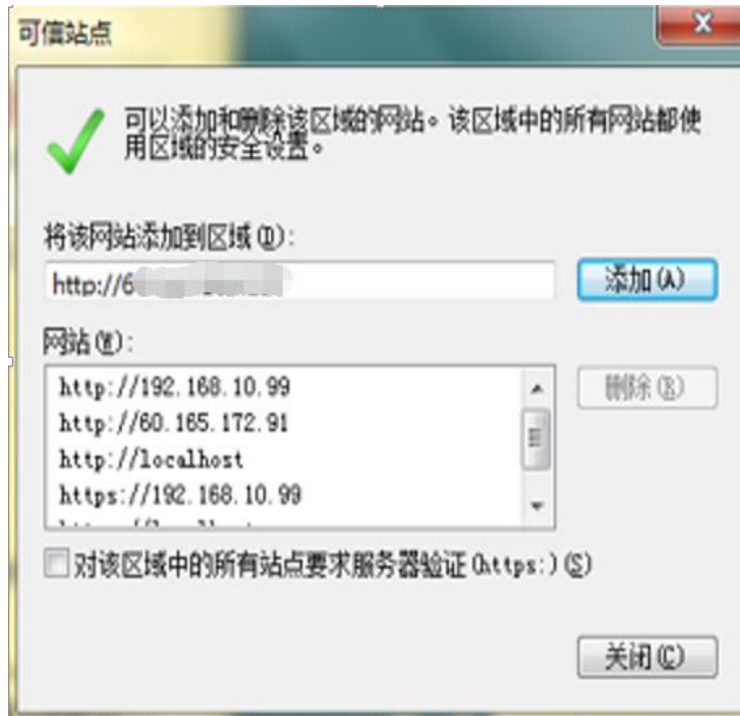 可信站点
可以添加和删除该区域的网站。该区域中的所有网站都使
用区域的安全设置。
将该网站添加到区域(D):
http://6
添加(A)
网站(W):
http://192.168.10.99
http://60.165.172.91
http://localhost
https://192.168.10.99
删除(R)
对该区域中的所有站点要求服务器验证(https:)(S)
关闭(C)